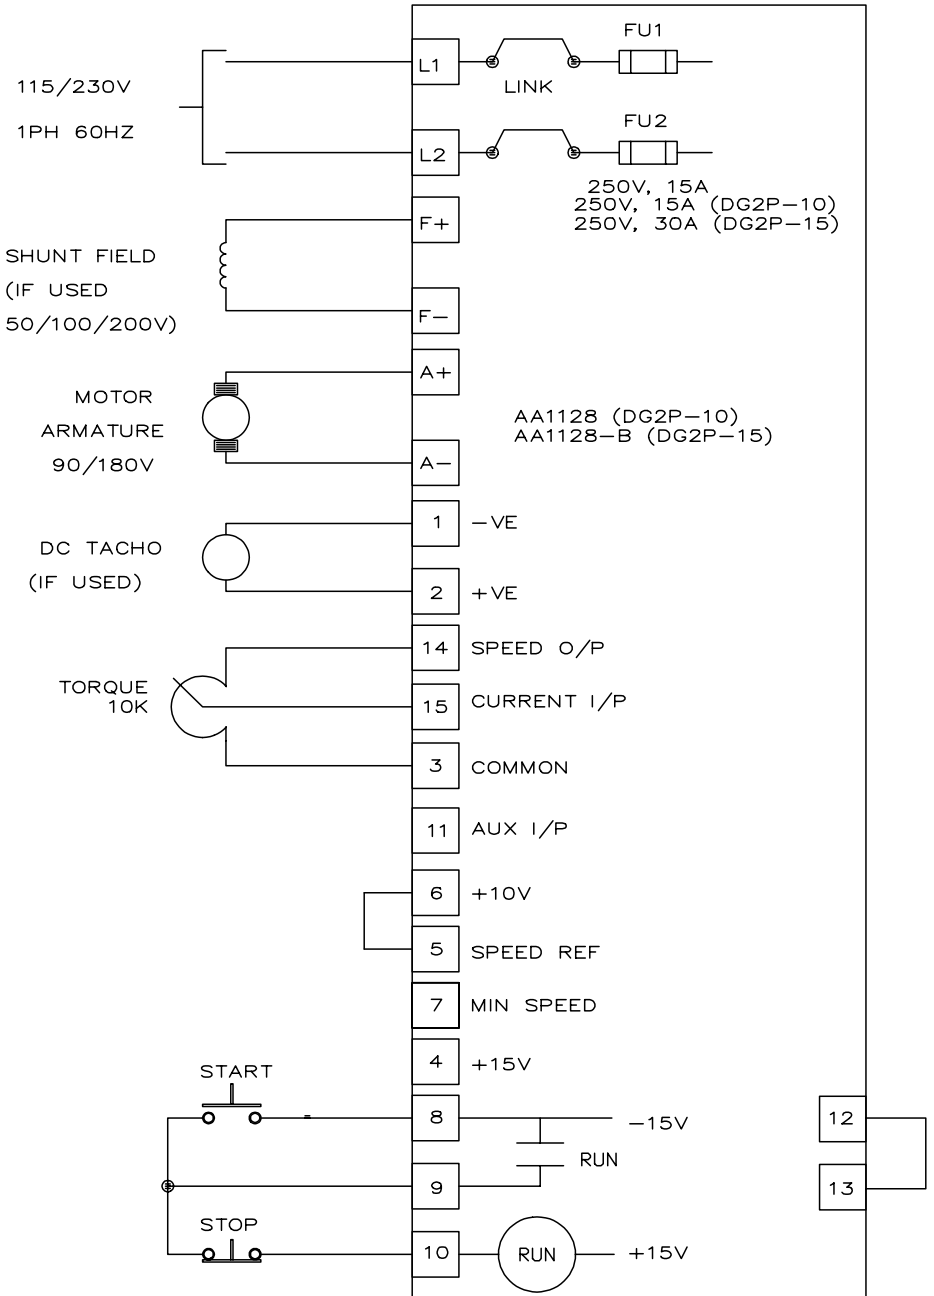 FU1
L1
LINK
115/230V
1PH 60HZ
FU2
L2
250V, 15A
250V, 15A (DG2P-10)
250V, 30A (DG2P-15)
F+
SHUNT FIELD
(IF USED
50/100/200V)
F-
A+
MOTOR
ARMATURE
90/180V
AA1128 (DG2P-10)
AA1128-B (DG2P-15)
A-
1 -VE
DC TACHO
(IF USED)
2 +VE
14 SPEED O/P
TORQUE
10K
15 CURRENT I/P
3 COMMON
11 AUX I/P
6 +10V
5 SPEED REF
7 MIN SPEED
4 +15V
START
8 -15V
12
RUN
9
13
STOP
10 RUN +15V